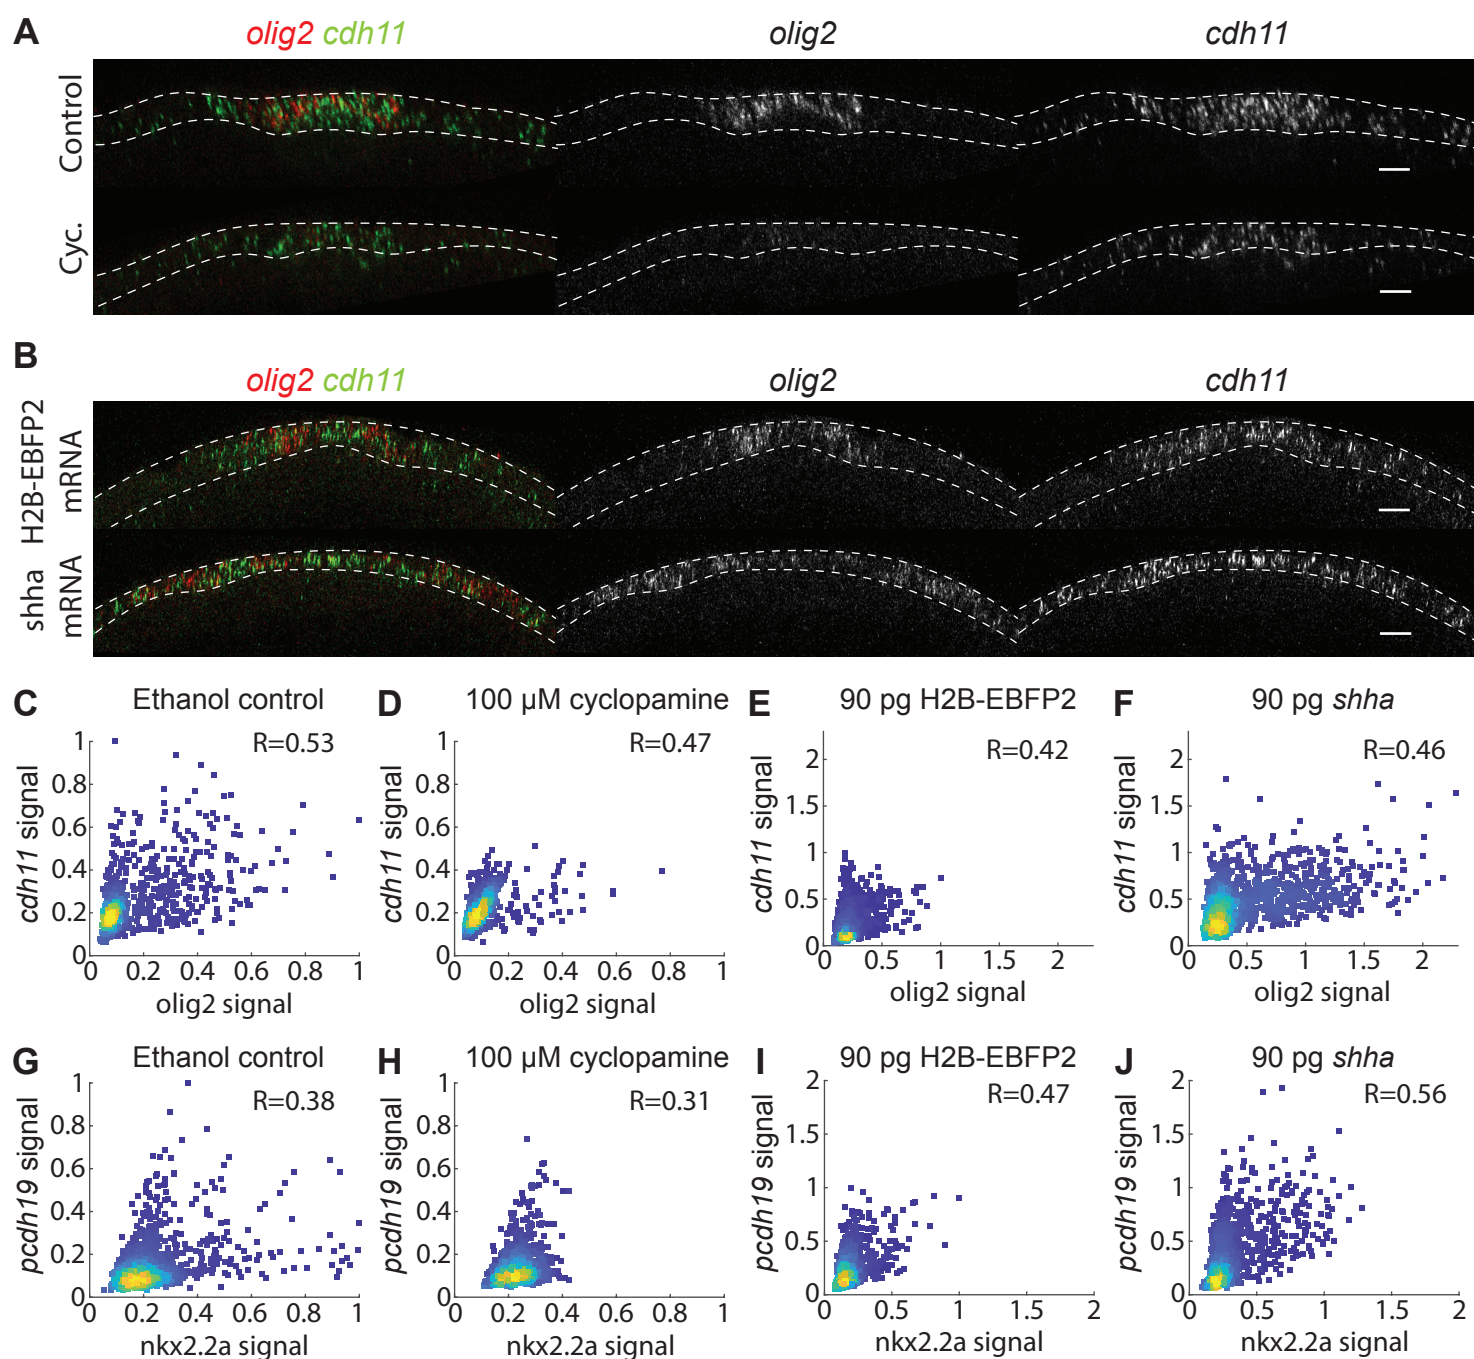 A
olig2 cdh11
olig2
cdh11
Control
Cyc.
B
olig2 cdh11
olig2
cdh11
H2B-EBFP2
mRNA
shha
mRNA
C
Ethanol control
D
100 µM cyclopamine
E
90 pg H2B-EBFP2
F
90 pg shha
R=0.53
R=0.47
R=0.42
R=0.46
cdh11 signal
1
0.8
0.6
0.4
0.2
0
0 0.2 0.4 0.6 0.8 1
olig2 signal
cdh11 signal
1
0.8
0.6
0.4
0.2
0
0 0.2 0.4 0.6 0.8 1
olig2 signal
cdh11 signal
2
1.5
1
0.5
0
0 0.5 1 1.5 2
olig2 signal
cdh11 signal
2
1.5
1
0.5
0
0 0.5 1 1.5 2
olig2 signal
G
Ethanol control
H
100 µM cyclopamine
I
90 pg H2B-EBFP2
J
90 pg shha
R=0.38
R=0.31
R=0.47
R=0.56
pcdh19 signal
1
0.8
0.6
0.4
0.2
0
0 0.2 0.4 0.6 0.8 1
nkx2.2a signal
pcdh19 signal
1
0.8
0.6
0.4
0.2
0
0 0.2 0.4 0.6 0.8 1
nkx2.2a signal
pcdh19 signal
2
1.5
1
0.5
0
0 0.5 1 1.5 2
nkx2.2a signal
pcdh19 signal
2
1.5
1
0.5
0
0 0.5 1 1.5 2
nkx2.2a signal